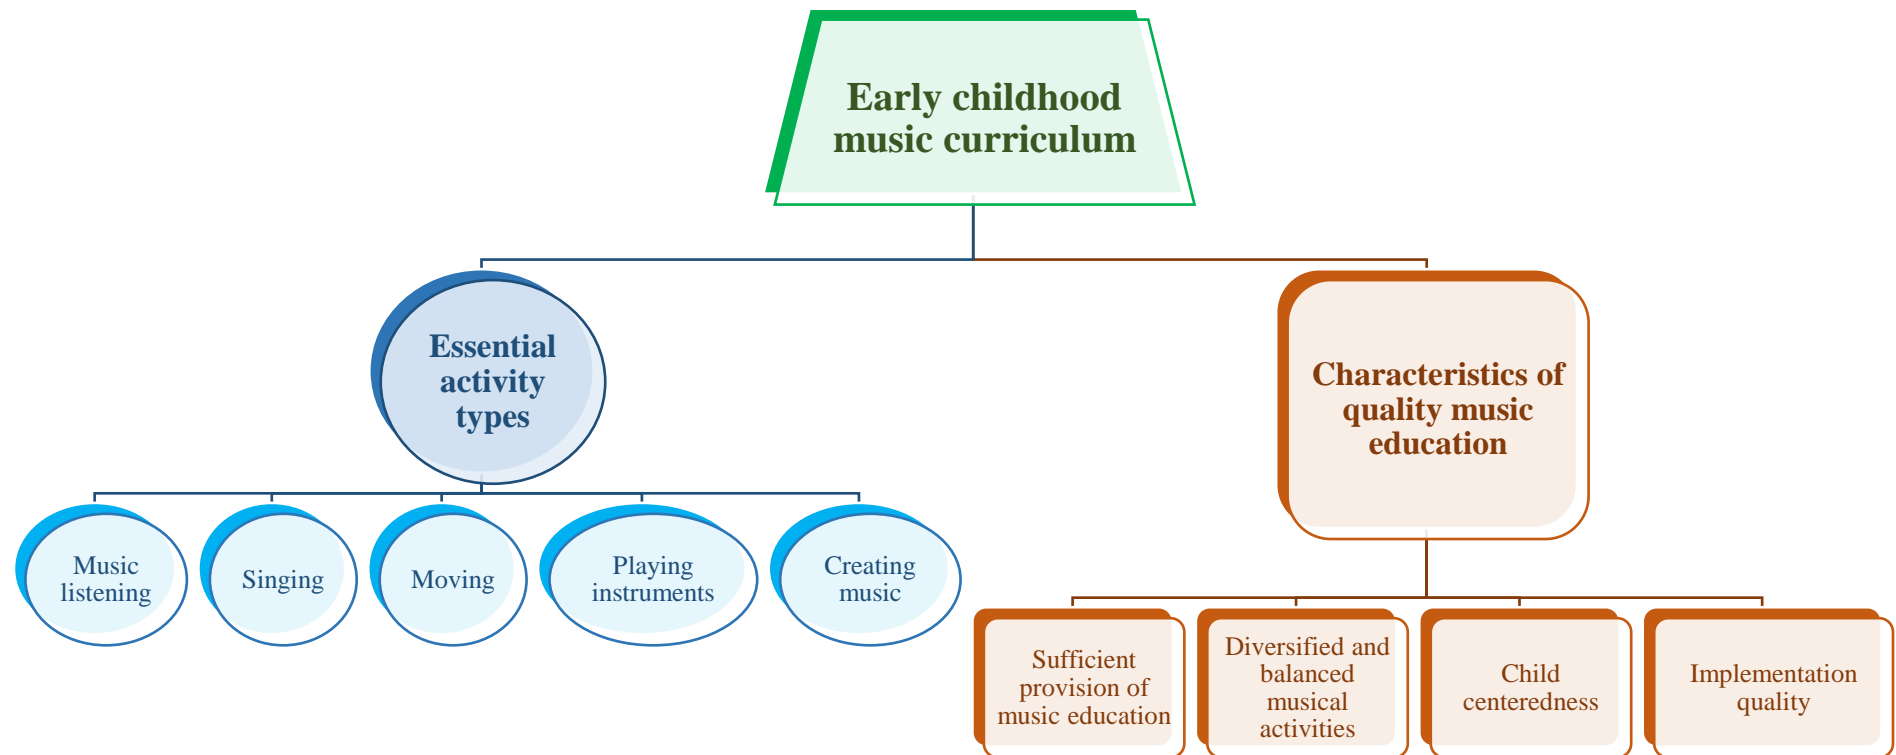 Early childhood
music curriculum
Essential
activity
types
Characteristics of
quality music
education
Music
listening
Singing
Moving
Playing
instruments
Creating
music
Sufficient
provision of
music education
Diversified and
balanced
musical
activities
Child
centeredness
Implementation
quality